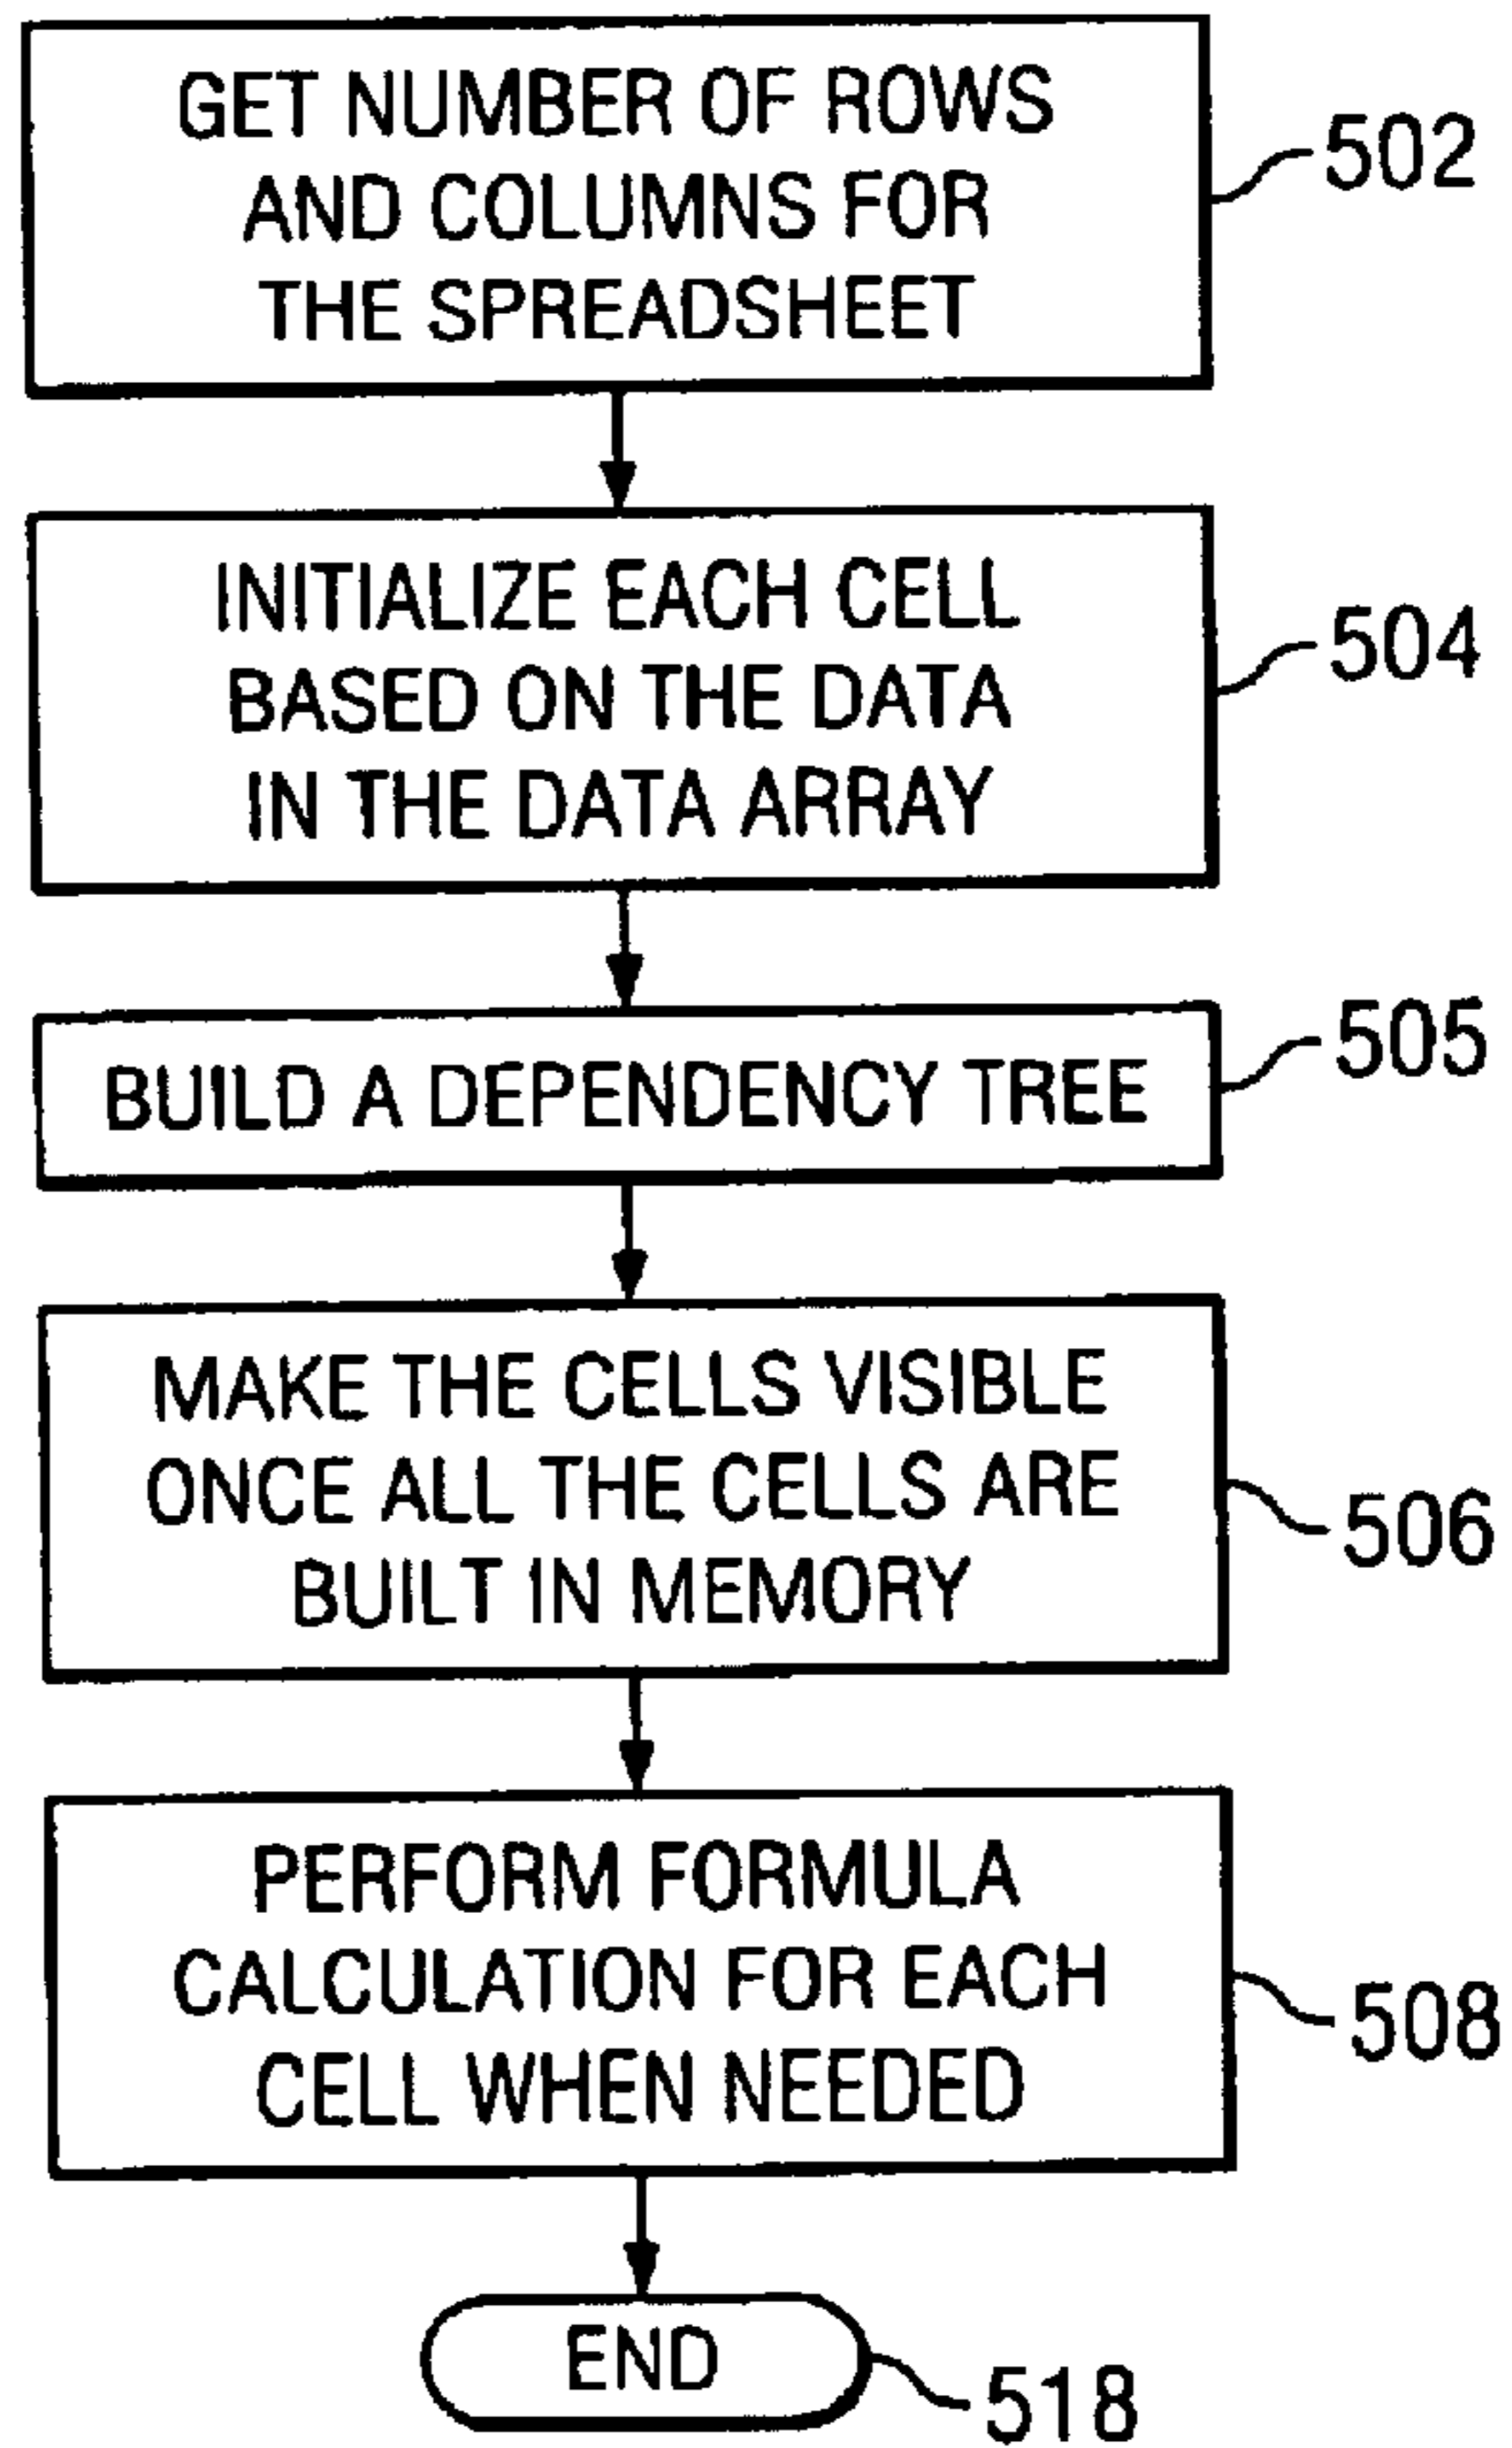 GET NUMBER OF ROWS
AND COLUMNS FOR
THE SPREADSHEET
502
INITIALIZE EACH CELL
BASED ON THE DATA
IN THE DATA ARRAY
504
BUILD A DEPENDENCY TREE
505
MAKE THE CELLS VISIBLE
ONCE ALL THE CELLS ARE
BUILT IN MEMORY
506
PERFORM FORMULA
CALCULATION FOR EACH
CELL WHEN NEEDED
508
END
518